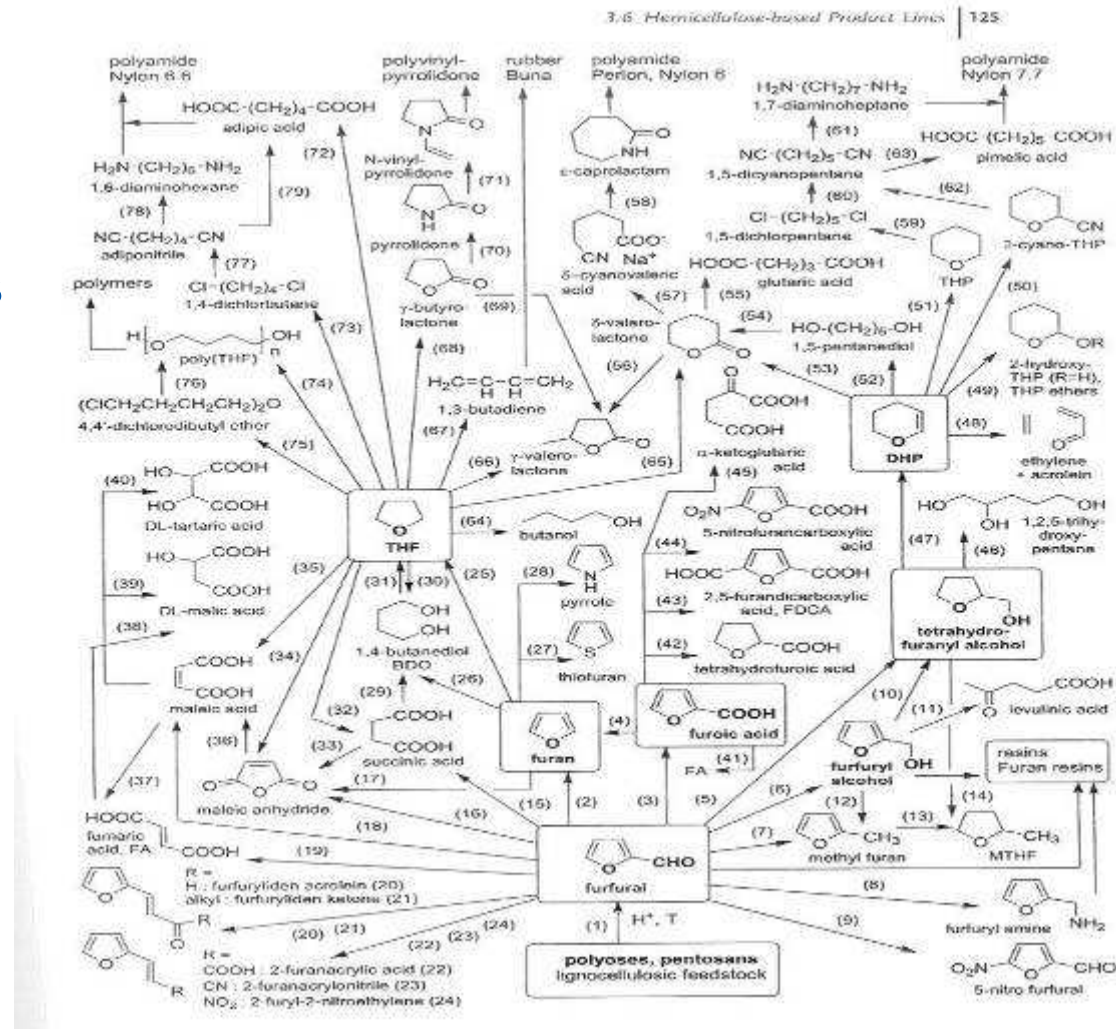 3.6 Hemicellulose-based Product Lines | 125
polyamide
Nylon 6.6
polyvinyl-
pyrrolidone
rubber
Buna
polyamide
Perlon, Nylon 6
polyamide
Nylon 7.7
HOOC-(CH₂)₄-COOH
adipic acid
H₂N-(CH₂)₇-NH₂
1,7-diaminoheplane
(72)
N-vinyl-
pyrrolidone
ε-caprolactam
(61)
HOOC (CH₂)₅ COOH
pimelic acid
H₂N-(CH₂)₆-NH₂
1,6-diaminohexane
(79)
(71)
(58)
NC-(CH₂)₅-CN
1,5-dicyanopentane
(63)
(78)
pyrrolidone
(60)
(62)
NC-(CH₂)₄-CN
adiponitrile
(70)
COO⁻
Na⁺
CN
δ-cyanovaleric
acid
Cl-(CH₂)₅-Cl
1,5-dichlorpentane
(59)
CN
2-cyano-THP
(77)
polymers
Cl-(CH₂)₄-Cl
1,4-dichlorbutene
γ-butyro-
lactone
(69)
HOOC-(CH₂)₃-COOH
glutaric acid
THP
(57)
(55)
(51)
(50)
(73)
(68)
δ-valero-
lactone
(54)
HO-(CH₂)₅-OH
1,5-pentanediol
H
O
OH
n
poly(THF)
(56)
(53)
(52)
(49)
OR
2-hydroxy-
THP (R=H),
THP ethers
(76)
(74)
H₂C=C-C=CH₂
H H
1,3-butadiene
(ClCH₂CH₂CH₂CH₂)₂O
4,4'-dichlorodibutyl ether
(67)
COOH
COOH
α-ketoglutaric
acid
DHP
(48)
(75)
(66)
γ-valero-
lactone
(65)
(45)
ethylene
+ acrolein
(40)
HO
COOH
HO
COOH
DL-tartaric acid
THF
(64)
OH
butanol
O₂N
COOH
5-nitrofurancarboxylic
acid
HO
OH
OH
1,2,5-trihy-
droxy-
pentane
(47)
(46)
(44)
(39)
HO
COOH
COOH
DL-malic acid
(35)
(31)
(30)
(25)
(28)
pyrrole
HOOC
COOH
2,5-furandicarboxylic
acid, FDCA
(43)
OH
OH
1,4-butanediol
BDO
OH
tetrahydro-
furanyl alcohol
(38)
(34)
(27)
thiofuran
(42)
COOH
tetrahydrofuroic acid
COOH
COOH
maleic acid
(29)
(26)
(10)
(32)
COOH
COOH
succinic acid
furan
(4)
COOH
furoic acid
(11)
COOH
levulinic acid
(36)
(33)
(37)
(17)
FA
(41)
OH
furfuryl
alcohol
resins
Furan resins
maleic anhydride
(15)
(2)
(3)
(5)
(6)
(16)
(12)
(14)
HOOC
COOH
fumaric
acid, FA
(18)
(7)
CH₃
methyl furan
(13)
CH₃
MTHF
(19)
CHO
furfural
R =
H : furfuryliden acrolein (20)
alkyl : furfuryliden ketone (21)
(8)
R
O
(20)
(21)
(24)
(1)
H⁺, T
(9)
NH₂
furfuryl amine
(22)
(23)
R
R =
COOH : 2-furanacrylic acid (22)
CN : 2-furanacrylonitrile (23)
NO₂ : 2-furyl-2-nitroethylene (24)
polyoses, pentosans
lignocellulosic feedstock
O₂N
CHO
5-nitro furfural